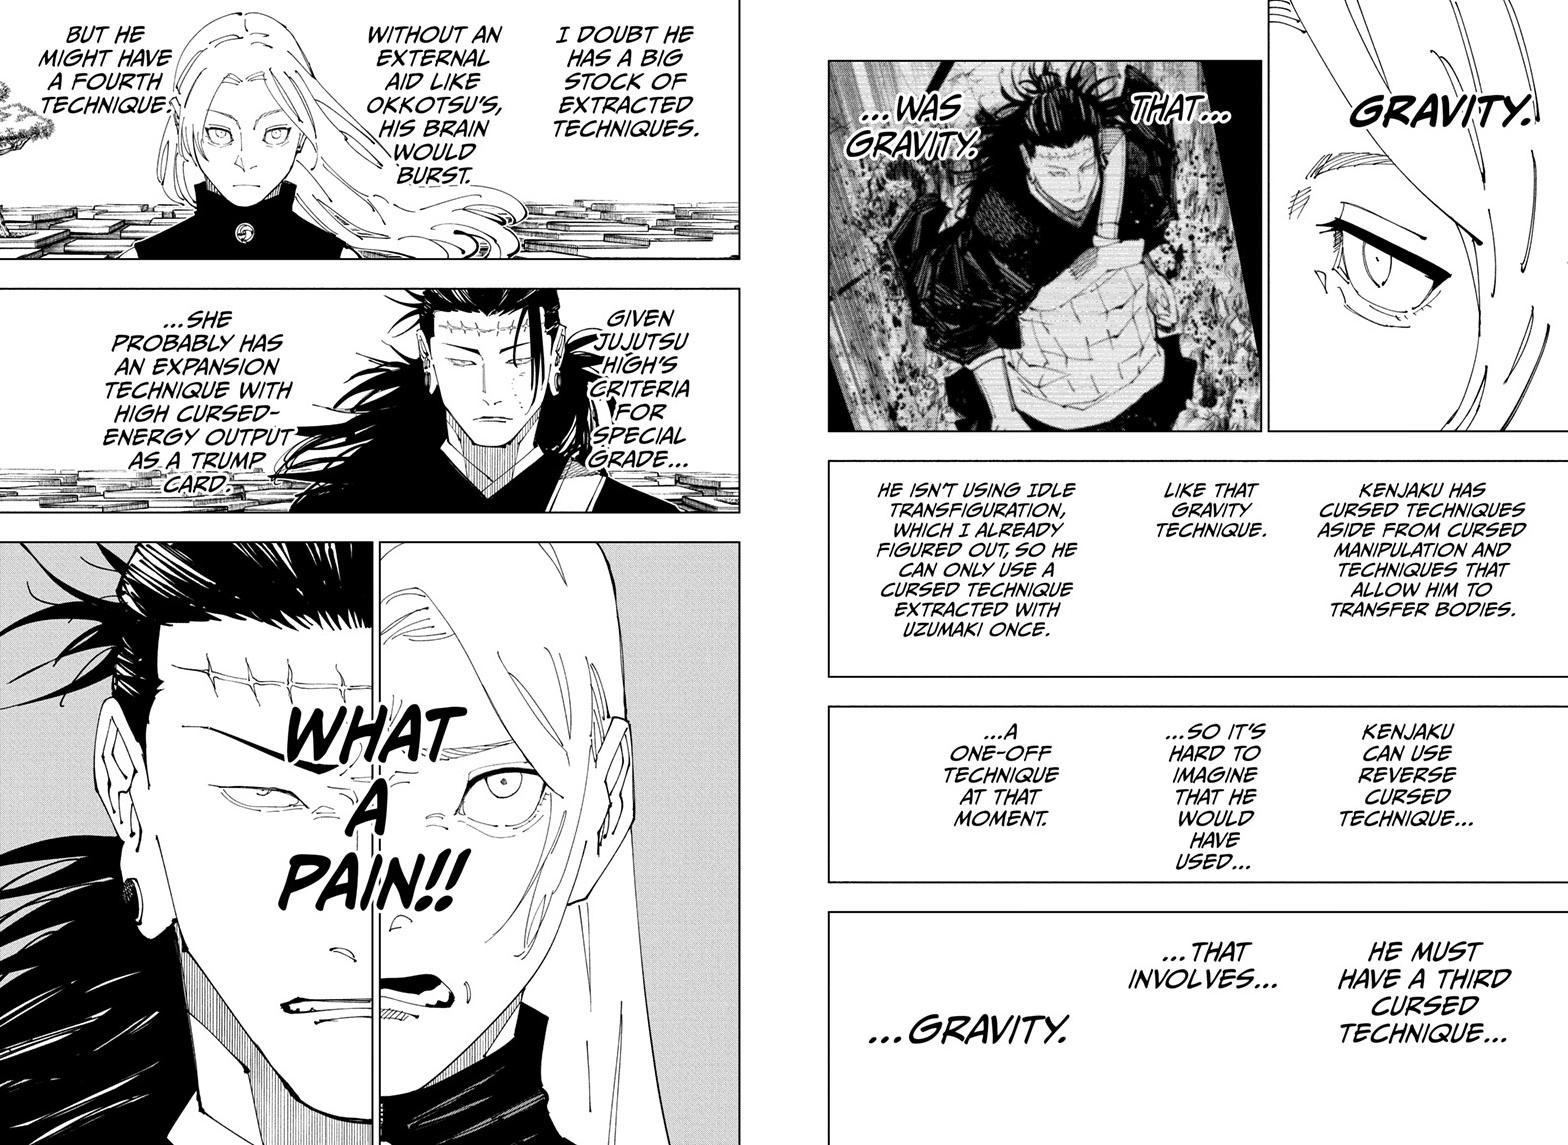 GRAVITY.
THAT...
...WAS
GRAVITY.
KENJAKU HAS
CURSED TECHNIQUES
ASIDE FROM CURSED
MANIPULATION AND
TECHNIQUES THAT
ALLOW HIM TO
TRANSFER BODIES.
LIKE THAT
GRAVITY
TECHNIQUE.
HE ISN'T USING IDLE
TRANSFIGURATION,
WHICH I ALREADY
FIGURED OUT, SO HE
CAN ONLY USE A
CURSED TECHNIQUE
EXTRACTED WITH
UZUMAKI ONCE.
KENJAKU
CAN USE
REVERSE
CURSED
TECHNIQUE...
...SO IT'S
HARD TO
IMAGINE
THAT HE
WOULD
HAVE
USED...
...A
ONE-OFF
TECHNIQUE
AT THAT
MOMENT.
HE MUST
HAVE A THIRD
CURSED
TECHNIQUE...
...THAT
INVOLVES...
...GRAVITY.
I DOUBT HE
HAS A BIG
STOCK OF
EXTRACTED
TECHNIQUES.
WITHOUT AN
EXTERNAL
AID LIKE
OKKOTSU'S,
HIS BRAIN
WOULD
BURST.
BUT HE
MIGHT HAVE
A FOURTH
TECHNIQUE.
GIVEN
JUJUTSU
HIGH'S
CRITERIA
FOR
SPECIAL
GRADE...
...SHE
PROBABLY HAS
AN EXPANSION
TECHNIQUE WITH
HIGH CURSED-
ENERGY OUTPUT
AS A TRUMP
CARD.
WHAT
A
PAIN!!